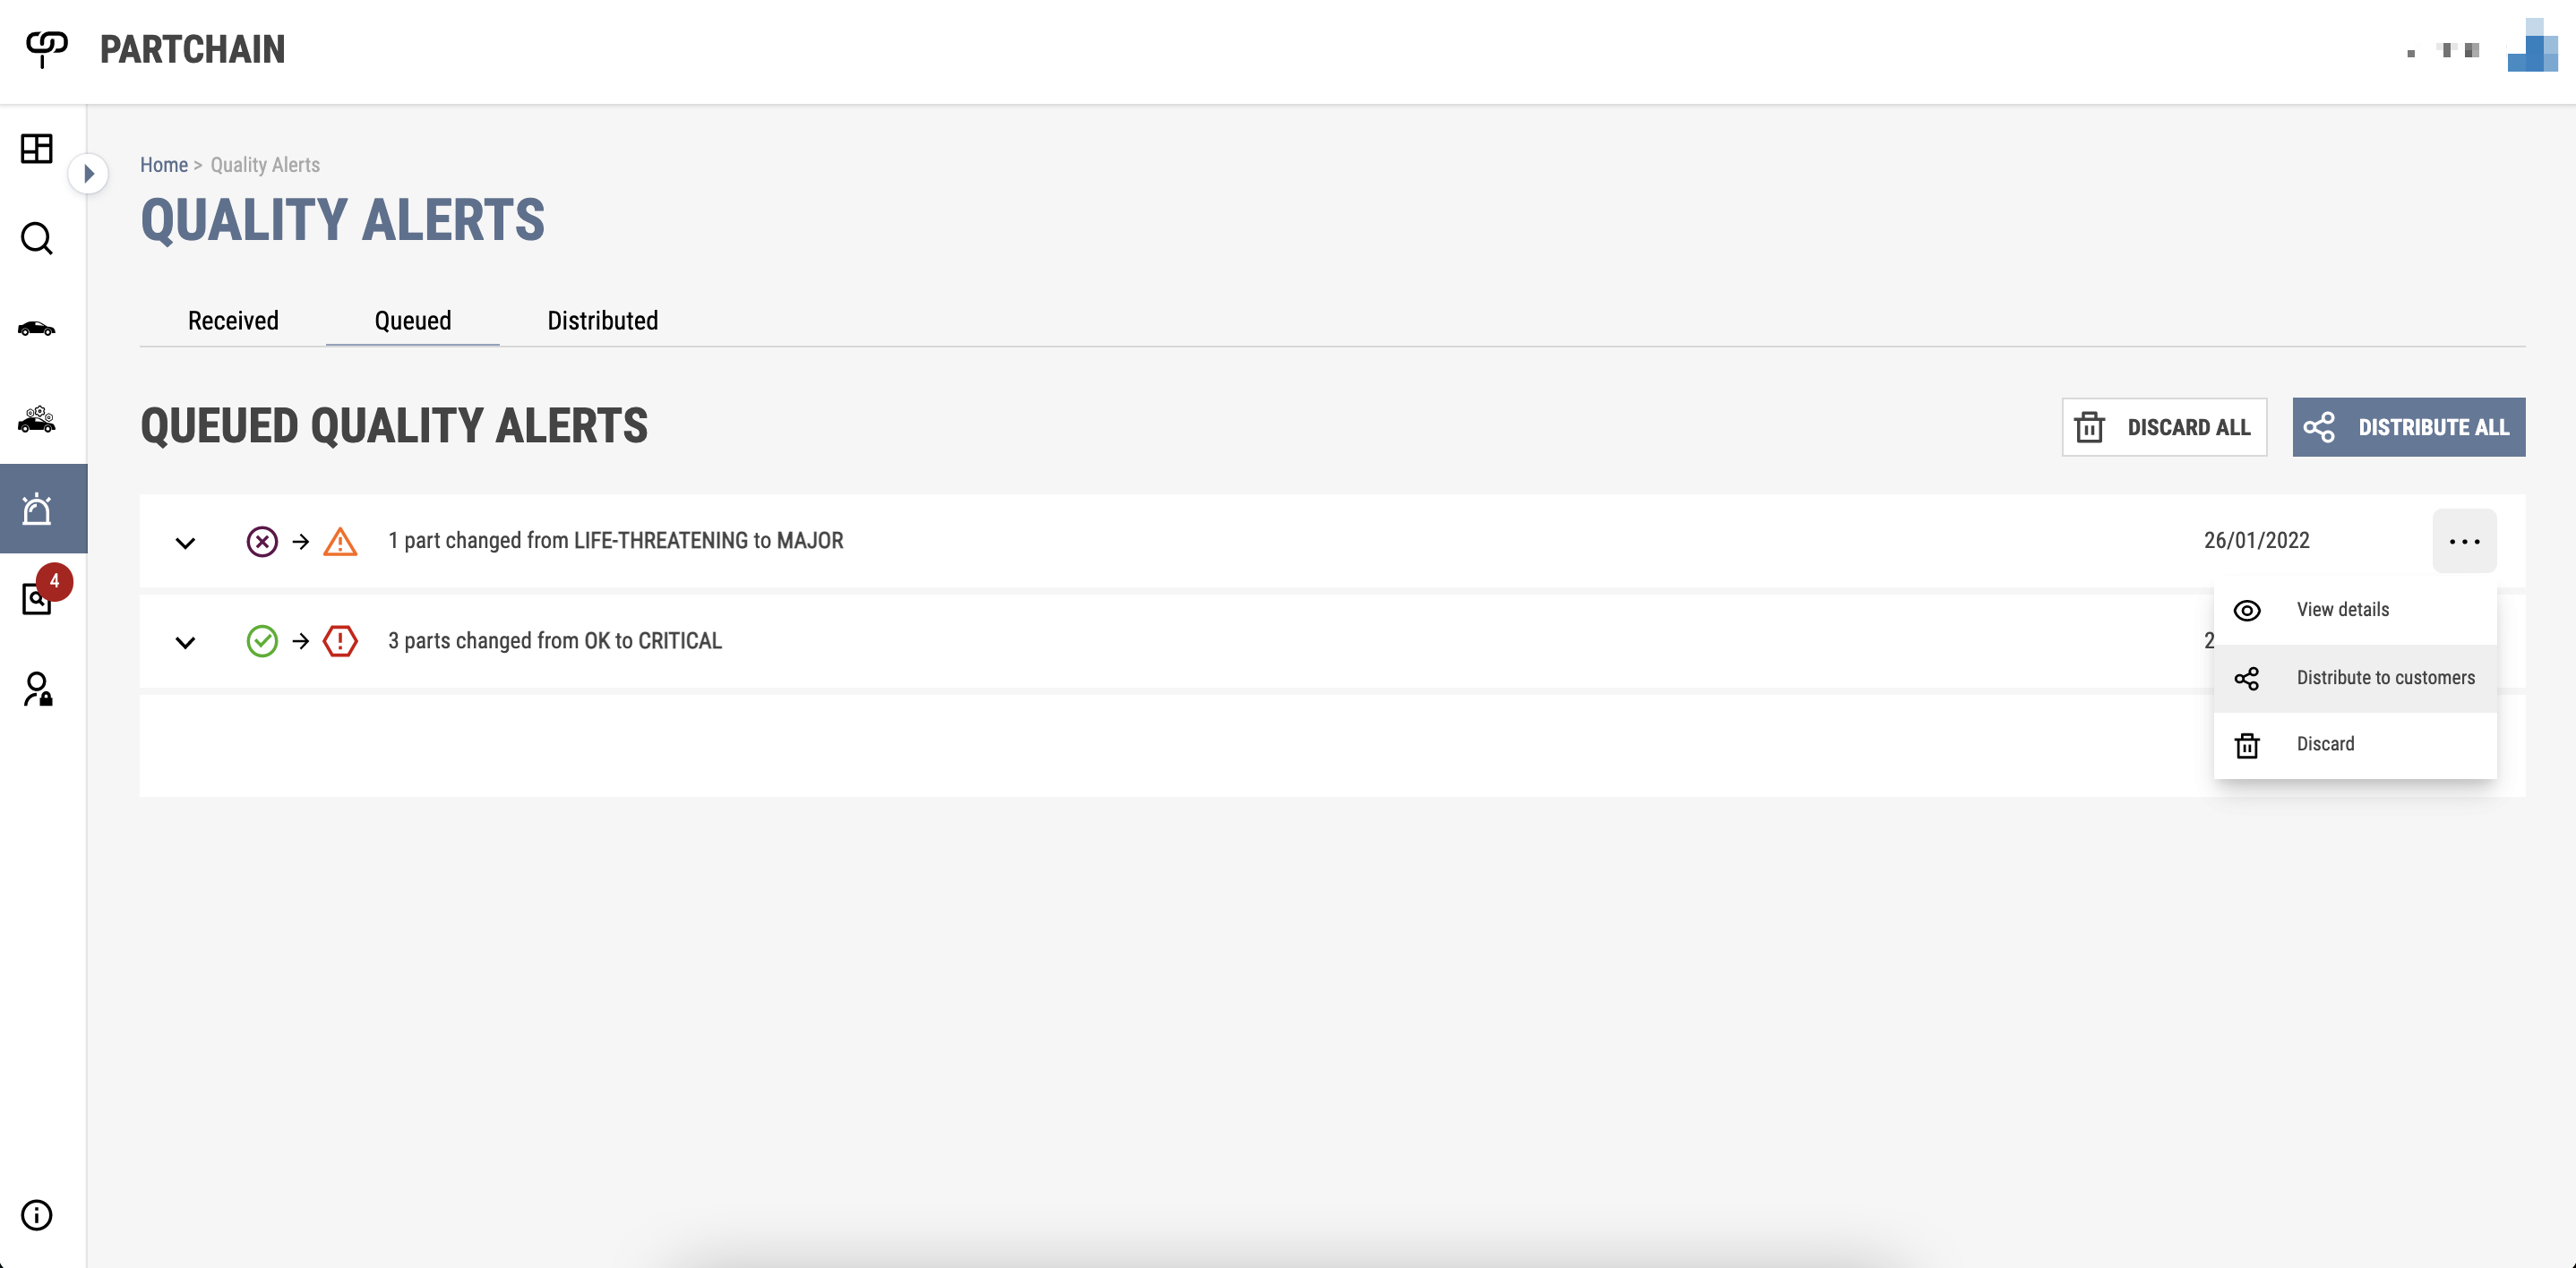 PARTCHAIN
Home > Quality Alerts
QUALITY ALERTS
Received Queued Distributed
QUEUED QUALITY ALERTS
DISCARD ALL
DISTRIBUTE ALL
1 part changed from LIFE-THREATENING to MAJOR
26/01/2022
3 parts changed from OK to CRITICAL
2
View details
Distribute to customers
Discard
4